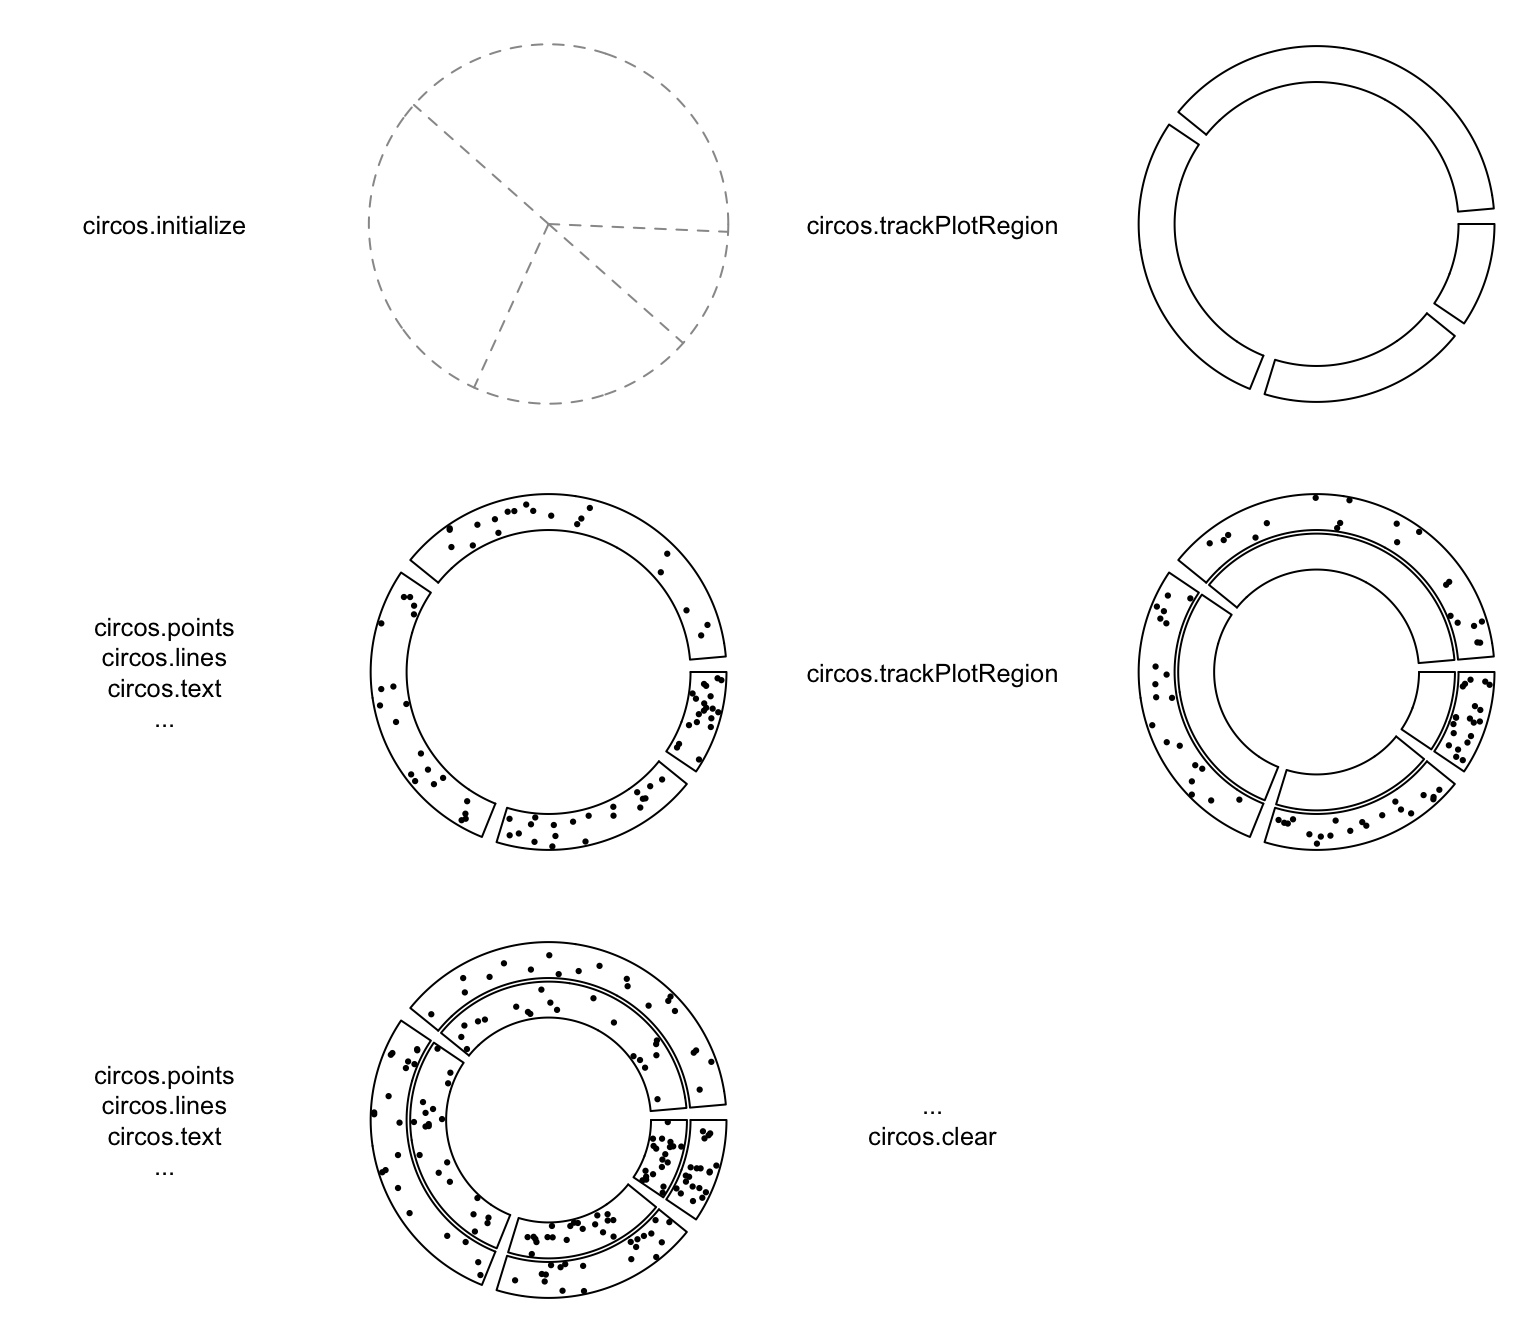 circos.initialize
circos.trackPlotRegion
circos.points
circos.lines
circos.text
...
circos.trackPlotRegion
circos.points
circos.lines
circos.text
...
...
circos.clear